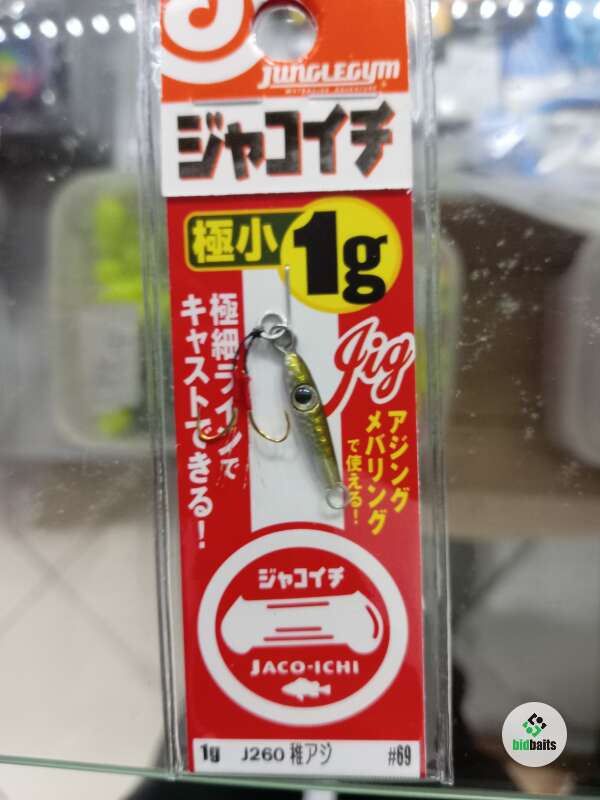 JUNGLEGYM
ジャコイチ
極小
1g
Jig
極細ラインで
キャストできる!
アジング
メバリング
で使える!
ジャコイチ
JACO-ICHI
1g J260 稚アジ #69
bidbaits